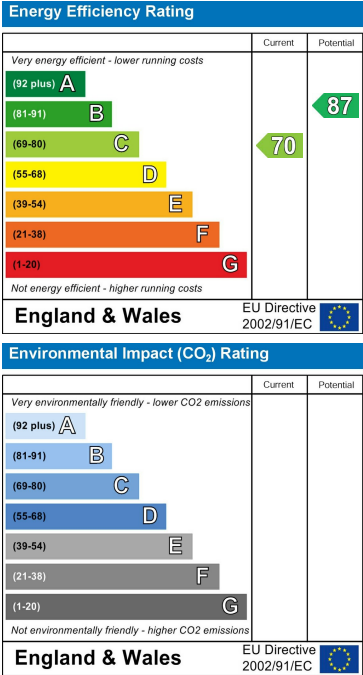 Energy Efficiency Rating
Current Potential
Very energy efficient - lower running costs
(92 plus) A
(81-91) B
87
(69-80) C
70
(55-68) D
(39-54) E
(21-38) F
(1-20) G
Not energy efficient - higher running costs
England & Wales
EU Directive
2002/91/EC
Environmental Impact (CO₂) Rating
Current Potential
Very environmentally friendly - lower CO2 emissions
(92 plus) A
(81-91) B
(69-80) C
(55-68) D
(39-54) E
(21-38) F
(1-20) G
Not environmentally friendly - higher CO2 emissions
England & Wales
EU Directive
2002/91/EC